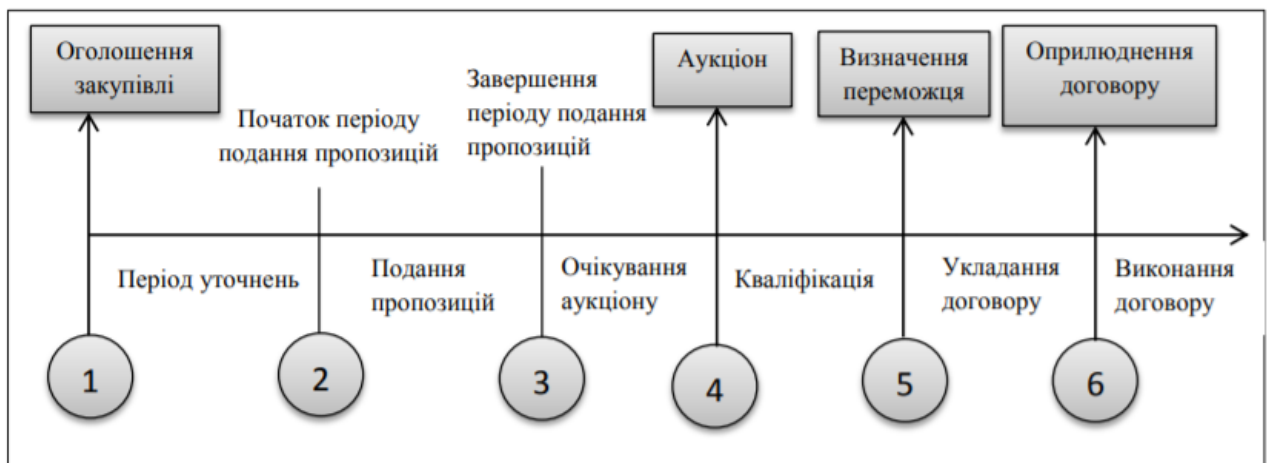 Оголошення
закупівлі
Початок періоду
подання пропозицій
Завершення
періоду подання
пропозицій
Аукціон
Визначення
переможця
Оприлюднення
договору
Період уточнень
Подання
пропозицій
Очікування
аукціону
Кваліфікація
Укладання
договору
Виконання
договору
1
2
3
4
5
6